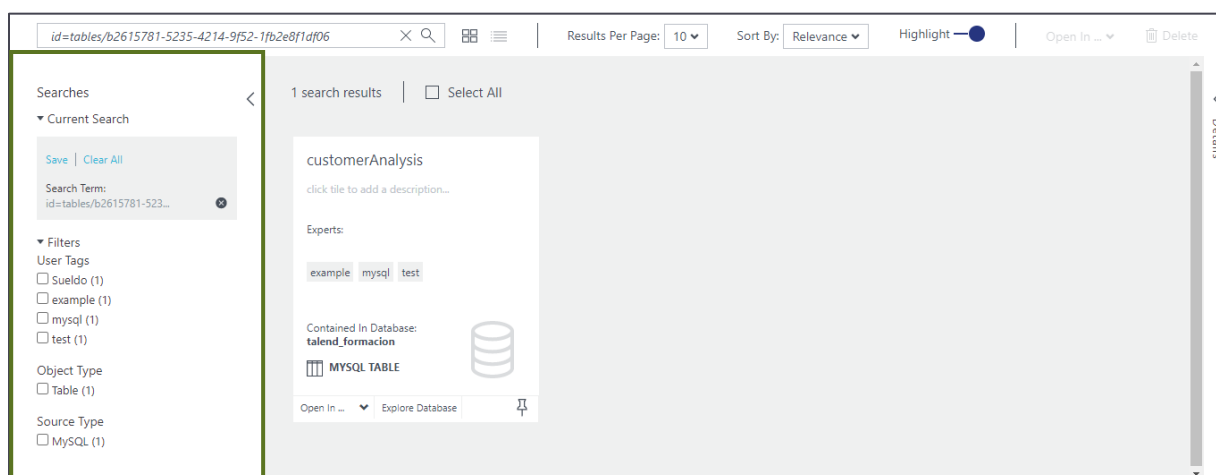 id=tables/b2615781-5235-4214-9f52-1fb2e8f1df06
Results Per Page: 10 Sort By: Relevance Highlight Open In ... Delete
Searches
Current Search
Save | Clear All
Search Term:
id=tables/b2615781-523...
Filters
User Tags
Sueldo (1)
example (1)
mysql (1)
test (1)
Object Type
Table (1)
Source Type
MySQL (1)
1 search results Select All
customerAnalysis
click tile to add a description...
Experts:
example mysql test
Contained In Database:
talend_formacion
MYSQL TABLE
Open In ... Explore Database
Details